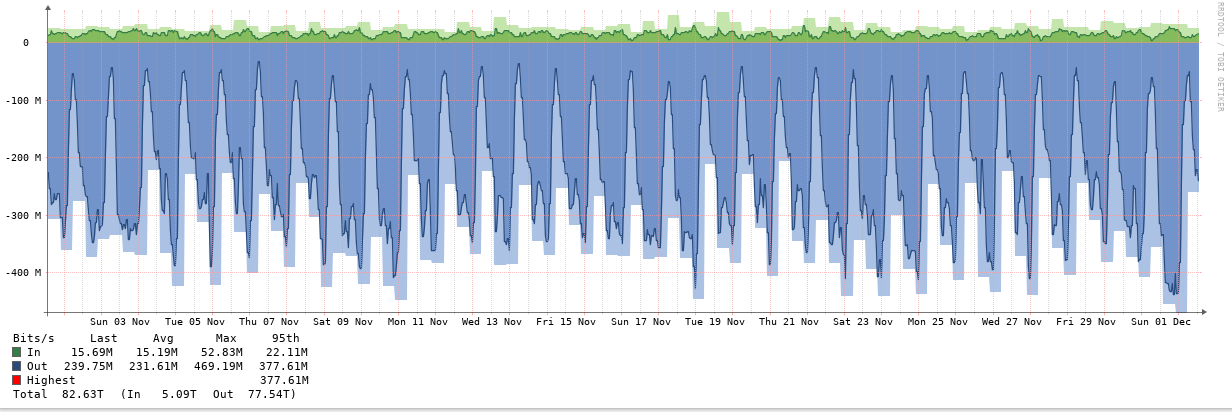 RRDTOOL / TOBI OETIKER
0
-100 M
-200 M
-300 M
-400 M
Sun 03 Nov Tue 05 Nov Thu 07 Nov Sat 09 Nov Mon 11 Nov Wed 13 Nov Fri 15 Nov Sun 17 Nov Tue 19 Nov Thu 21 Nov Sat 23 Nov Mon 25 Nov Wed 27 Nov Fri 29 Nov Sun 01 Dec
Bits/s Last Avg Max 95th
In 15.69M 15.19M 52.83M 22.11M
Out 239.75M 231.61M 469.19M 377.61M
Highest 377.61M
Total 82.63T (In 5.09T Out 77.54T)